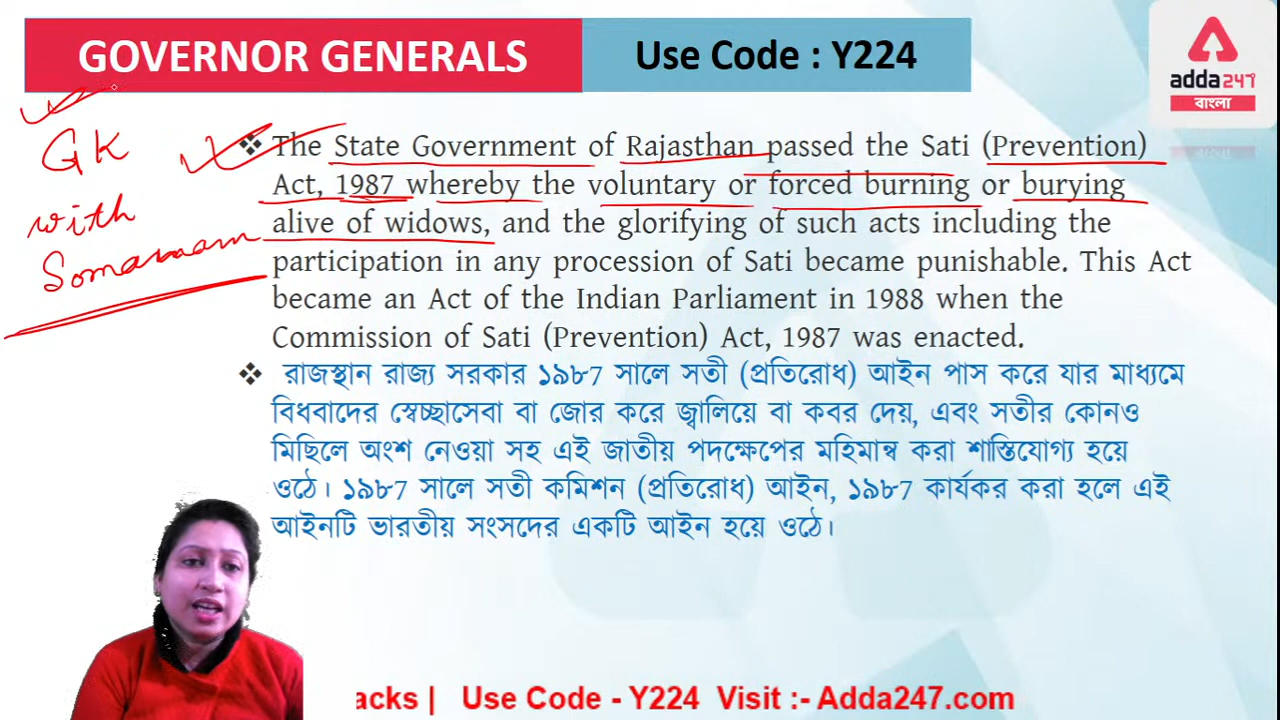 GOVERNOR GENERALS
Use Code : Y224
adda247
বাংলা
GK
with
❖ The State Government of Rajasthan passed the Sati (Prevention)
Act, 1987 whereby the voluntary or forced burning or burying
alive of widows, and the glorifying of such acts including the
participation in any procession of Sati became punishable. This Act
became an Act of the Indian Parliament in 1988 when the
Commission of Sati (Prevention) Act, 1987 was enacted.
❖ রাজস্থান রাজ্য সরকার ১৯৮7 সালে সতী (প্রতিরোধ) আইন পাস করে যার মাধ্যমে
বিধবাদের স্বেচ্ছাসেবা বা জোর করে জ্বালিয়ে বা কবর দেয়, এবং সতীর কোনও
মিছিলে অংশ নেওয়া সহ এই জাতীয় পদক্ষেপের মহিমান্ব করা শাস্তিযোগ্য হয়ে
ওঠে। ১৯৮7 সালে সতী কমিশন (প্রতিরোধ) আইন, ১৯৮7 কার্যকর করা হলে এই
আইনটি ভারতীয় সংসদের একটি আইন হয়ে ওঠে।
acks | Use Code - Y224 Visit :- Adda247.com